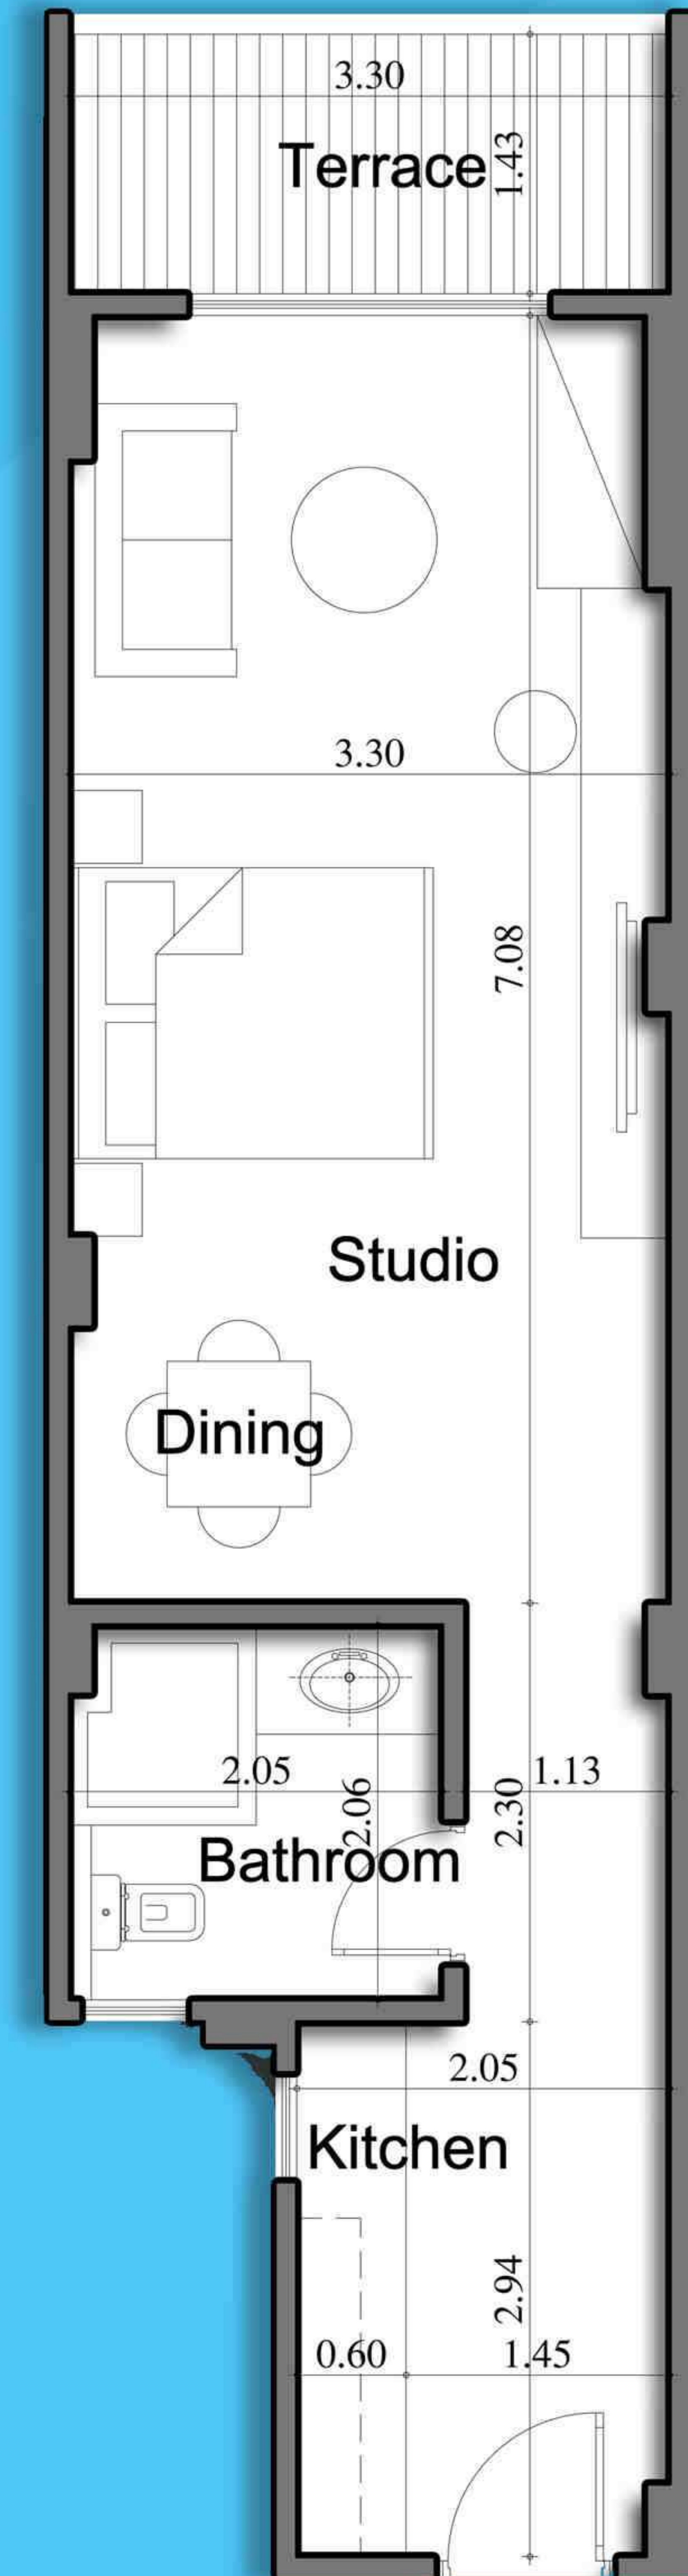 3.30
Terrace
1.43
3.30
7.08
Studio
Dining
2.05
1.13
2.06
2.30
Bathroom
2.05
Kitchen
2.94
0.60
1.45